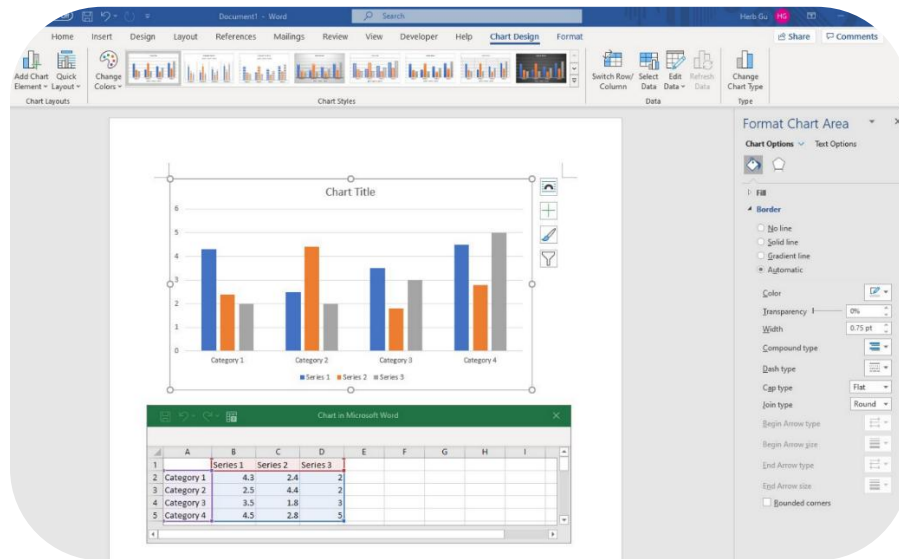 Document1 - Word
Search
Herb Gu
HG
Home Insert Design Layout References Mailings Review View Developer Help Chart Design Format
Share Comments
Add Chart Element Quick Layout Change Colors Switch Row/ Column Select Data Edit Data Refresh Data Change Chart Type
Chart Layouts Chart Styles Data Type
Format Chart Area
Chart Options Text Options
Fill
Border
No line
Solid line
Gradient line
Automatic
Color
Transparency 0%
Width 0.75 pt
Compound type
Dash type
Cap type Flat
Join type Round
Begin Arrow type
Begin Arrow size
End Arrow type
End Arrow size
Rounded corners
Chart Title
6
5
4
3
2
1
0
Category 1 Category 2 Category 3 Category 4
Series 1 Series 2 Series 3
Chart in Microsoft Word
A B C D E F G H I
1 Series 1 Series 2 Series 3
2 Category 1 4.3 2.4 2
3 Category 2 2.5 4.4 2
4 Category 3 3.5 1.8 3
5 Category 4 4.5 2.8 5